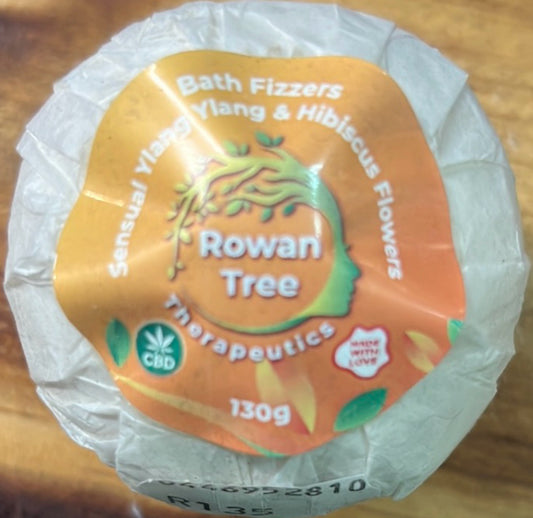 Bath Fizzers
Sensual Ylang Ylang & Hibiscus Flowers
Rowan
Tree
Therapeutics
CBD
MADE
WITH
LOVE
130g
R135